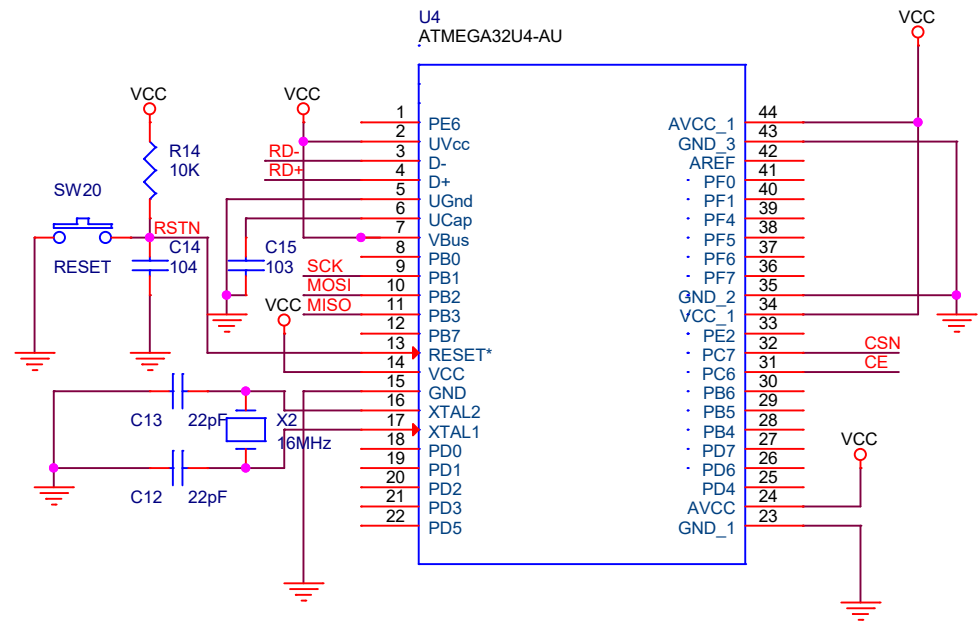 U4
ATMEGA32U4-AU
VCC
VCC
VCC
R14
10K
SW20
RESET
RSTN
C14
104
RD-
RD+
C15
103
SCK
MOSI
MISO
VCC
C13
22pF
X2
16MHz
C12
22pF
1 PE6
2 UVcc
3 D-
4 D+
5 UGnd
6 UCap
7 VBus
8 PB0
9 PB1
10 PB2
11 PB3
12 PB7
13 RESET*
14 VCC
15 GND
16 XTAL2
17 XTAL1
18 PD0
19 PD1
20 PD2
21 PD3
22 PD5
AVCC_1 44
GND_3 43
AREF 42
PF0 41
PF1 40
PF4 39
PF5 38
PF6 37
PF7 36
GND_2 35
VCC_1 34
PE2 33
PC7 32
PC6 31
PB6 30
PB5 29
PB4 28
PD7 27
PD6 26
PD4 25
AVCC 24
GND_1 23
CSN
CE
VCC